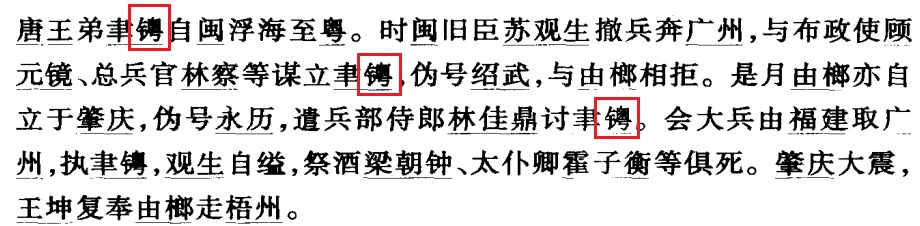 唐王弟聿𨮁自闽浮海至粤。时闽旧臣苏观生撤兵奔广州,与布政使顾
元镜、总兵官林察等谋立聿𨮁,伪号绍武,与由榔相拒。是月由榔亦自
立于肇庆,伪号永历,遣兵部侍郎林佳鼎讨聿𨮁。会大兵由福建取广
州,执聿𨮁,观生自缢,祭酒梁朝钟、太仆卿霍子衡等俱死。肇庆大震,
王坤复奉由榔走梧州。